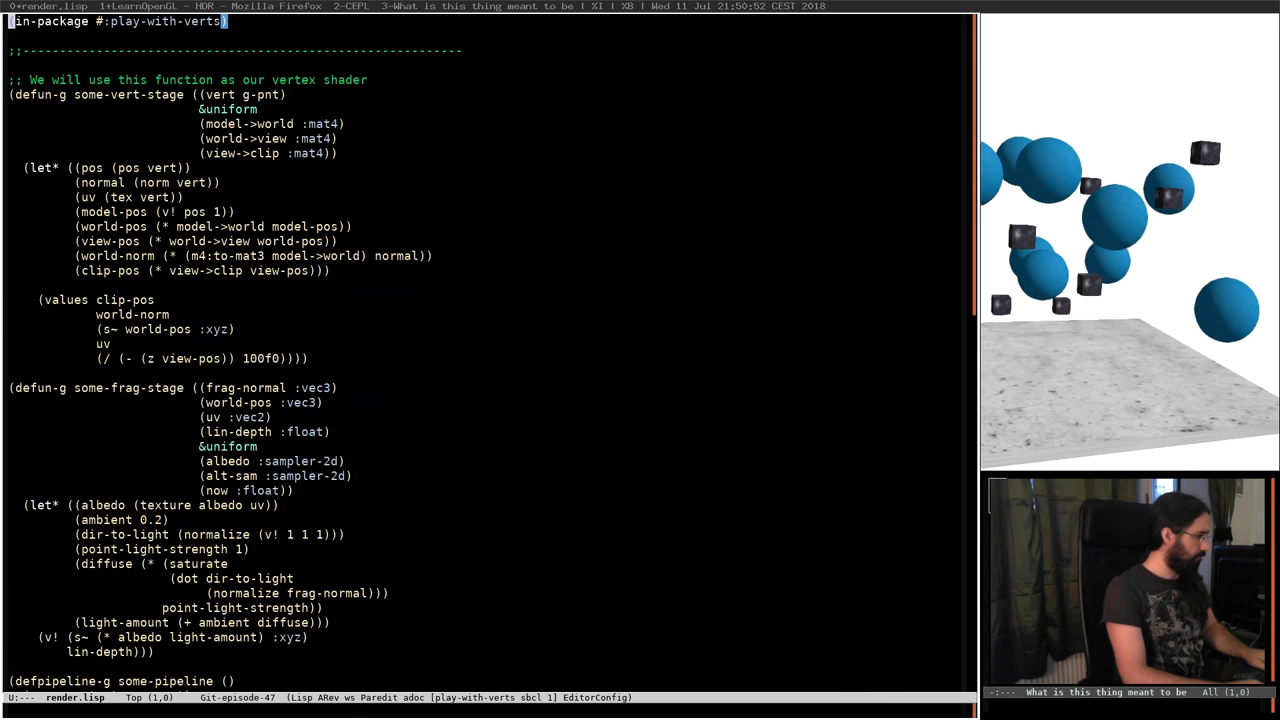 0*render.lisp  1+LearnOpenGL - HDR - Mozilla Firefox  2-CEPL  3-What is this thing meant to be | %I | %B | Wed 11 Jul 21:50:52 CEST 2018
(in-package #:play-with-verts)
;;------------------------------------------------------------
;; We will use this function as our vertex shader
(defun-g some-vert-stage ((vert g-pnt)
&uniform
(model->world :mat4)
(world->view :mat4)
(view->clip :mat4))
(let* ((pos (pos vert))
(normal (norm vert))
(uv (tex vert))
(model-pos (v! pos 1))
(world-pos (* model->world model-pos))
(view-pos (* world->view world-pos))
(world-norm (* (m4:to-mat3 model->world) normal))
(clip-pos (* view->clip view-pos)))
(values clip-pos
world-norm
(s~ world-pos :xyz)
uv
(/ (- (z view-pos)) 100f0))))
(defun-g some-frag-stage ((frag-normal :vec3)
(world-pos :vec3)
(uv :vec2)
(lin-depth :float)
&uniform
(albedo :sampler-2d)
(alt-sam :sampler-2d)
(now :float))
(let* ((albedo (texture albedo uv))
(ambient 0.2)
(dir-to-light (normalize (v! 1 1 1)))
(point-light-strength 1)
(diffuse (* (saturate
(dot dir-to-light
(normalize frag-normal)))
point-light-strength))
(light-amount (+ ambient diffuse)))
(v! (s~ (* albedo light-amount) :xyz)
lin-depth)))
(defpipeline-g some-pipeline ()
U:---  render.lisp  Top (1,0)  Git-episode-47  (Lisp ARev ws Paredit adoc [play-with-verts sbcl 1] EditorConfig)
-:---  What is this thing meant to be  All (1,0)